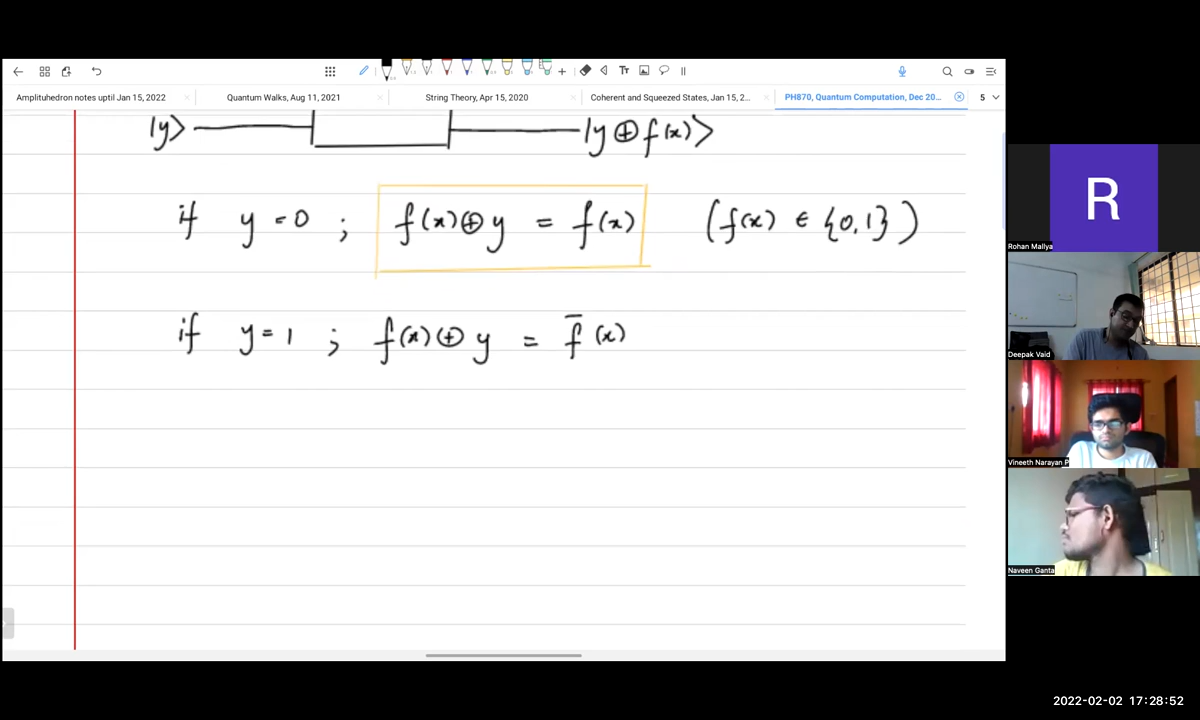 Amplituhedron notes uptil Jan 15, 2022
Quantum Walks, Aug 11, 2021
String Theory, Apr 15, 2020
Coherent and Squeezed States, Jan 15, 2...
PH870, Quantum Computation, Dec 20...
5
|y> |y ⊕ f(x)>
if y = 0 ; f(x) ⊕ y = f(x) (f(x) ∈ {0,1})
if y = 1 ; f(x) ⊕ y = f̅(x)
R
Rohan Mallya
Deepak Vaid
Vineeth Narayan P
Naveen Ganta
2022-02-02 17:28:52